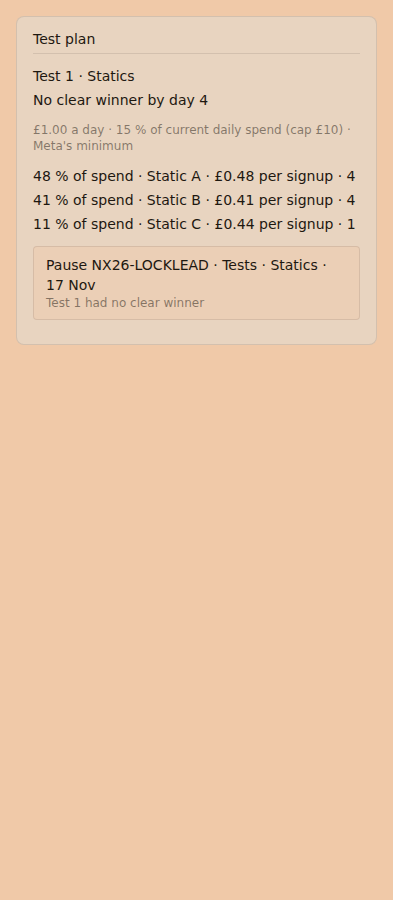 Test plan
Test 1 · Statics
No clear winner by day 4
£1.00 a day · 15 % of current daily spend (cap £10) ·
Meta's minimum
48 % of spend · Static A · £0.48 per signup · 4
41 % of spend · Static B · £0.41 per signup · 4
11 % of spend · Static C · £0.44 per signup · 1
Pause NX26-LOCKLEAD · Tests · Statics ·
17 Nov
Test 1 had no clear winner